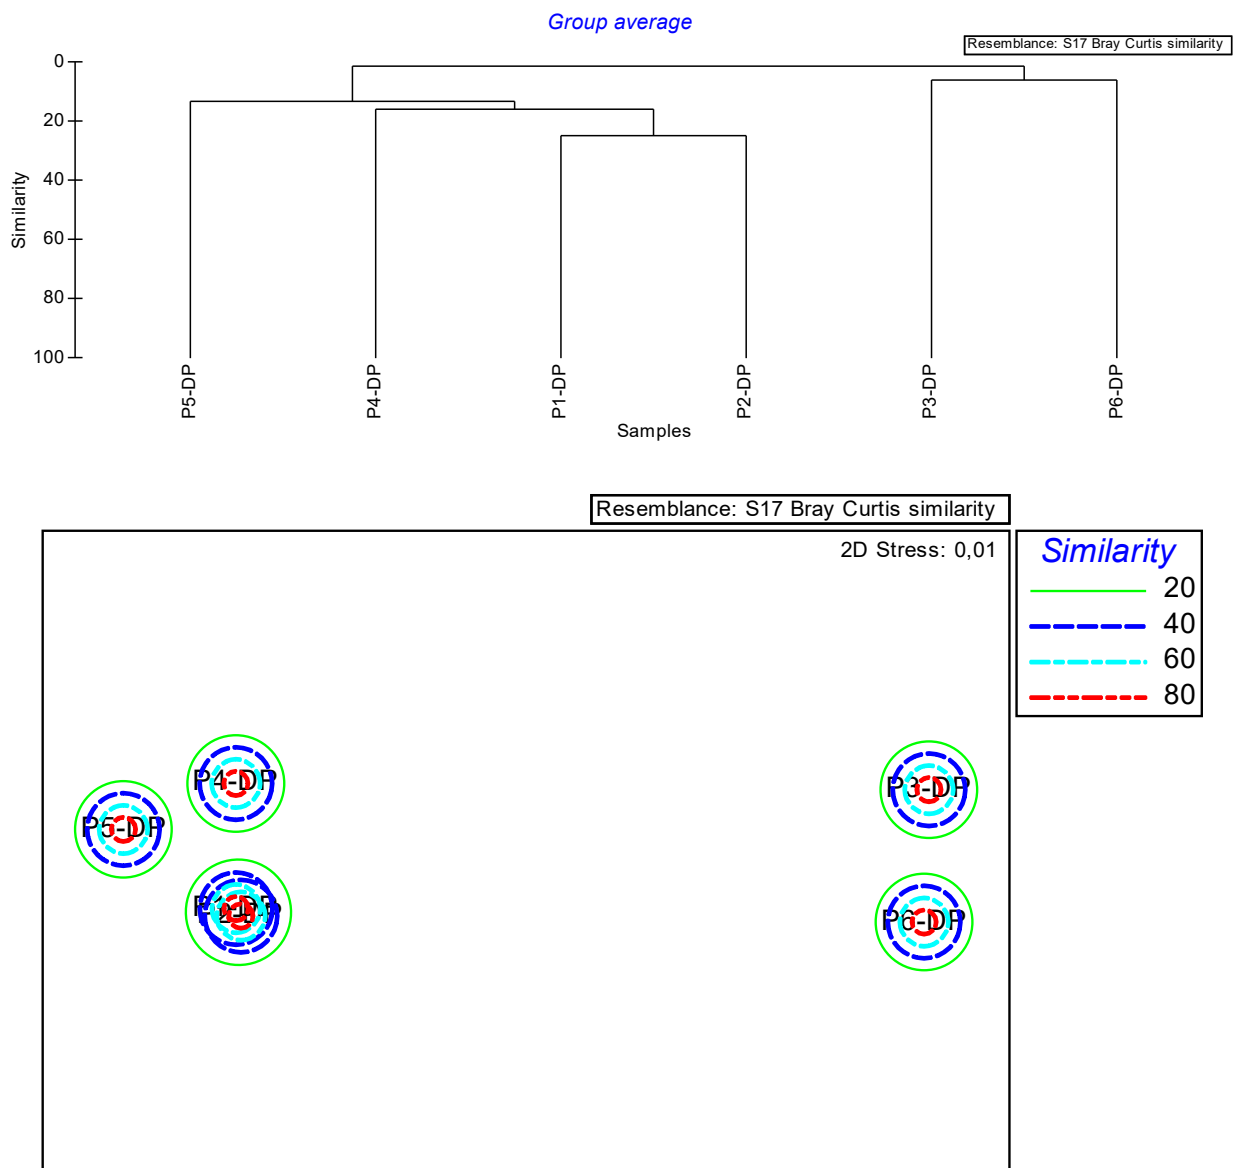 Group average
Resemblance: S17 Bray Curtis similarity
0
20
40
60
80
100
Similarity
P5-DP
P4-DP
P1-DP
P2-DP
P3-DP
P6-DP
Samples
Resemblance: S17 Bray Curtis similarity
2D Stress: 0,01
Similarity
20
40
60
80
P4-DP
P3-DP
P5-DP
P6-DP